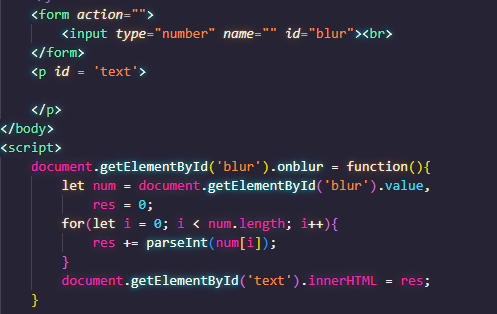 <form action="">
<input type="number" name="" id="blur"><br>
</form>
<p id = 'text'>
</p>
</body>
<script>
document.getElementById('blur').onblur = function(){
let num = document.getElementById('blur').value,
res = 0;
for(let i = 0; i < num.length; i++){
res += parseInt(num[i]);
}
document.getElementById('text').innerHTML = res;
}